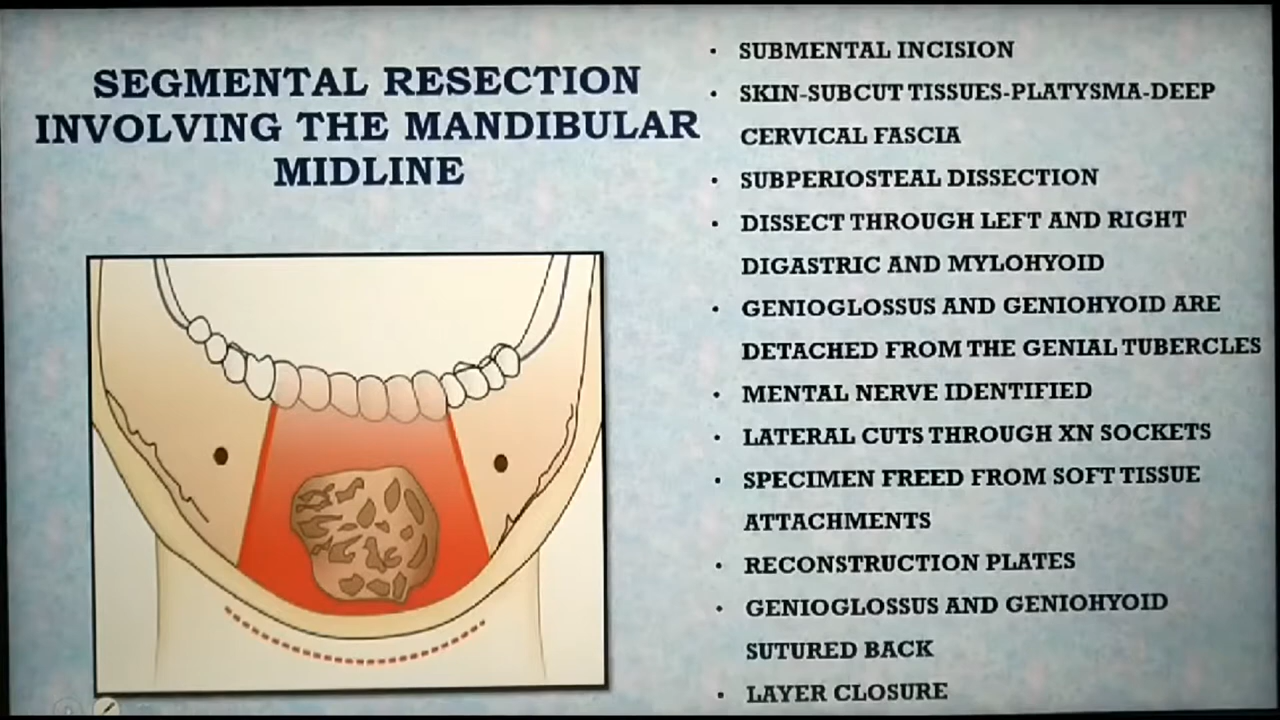 SEGMENTAL RESECTION
INVOLVING THE MANDIBULAR
MIDLINE
• SUBMENTAL INCISION
• SKIN-SUBCUT TISSUES-PLATYSMA-DEEP
CERVICAL FASCIA
• SUBPERIOSTEAL DISSECTION
• DISSECT THROUGH LEFT AND RIGHT
DIGASTRIC AND MYLOHYOID
• GENIOGLOSSUS AND GENIOHYOID ARE
DETACHED FROM THE GENIAL TUBERCLES
• MENTAL NERVE IDENTIFIED
• LATERAL CUTS THROUGH XN SOCKETS
• SPECIMEN FREED FROM SOFT TISSUE
ATTACHMENTS
• RECONSTRUCTION PLATES
• GENIOGLOSSUS AND GENIOHYOID
SUTURED BACK
• LAYER CLOSURE